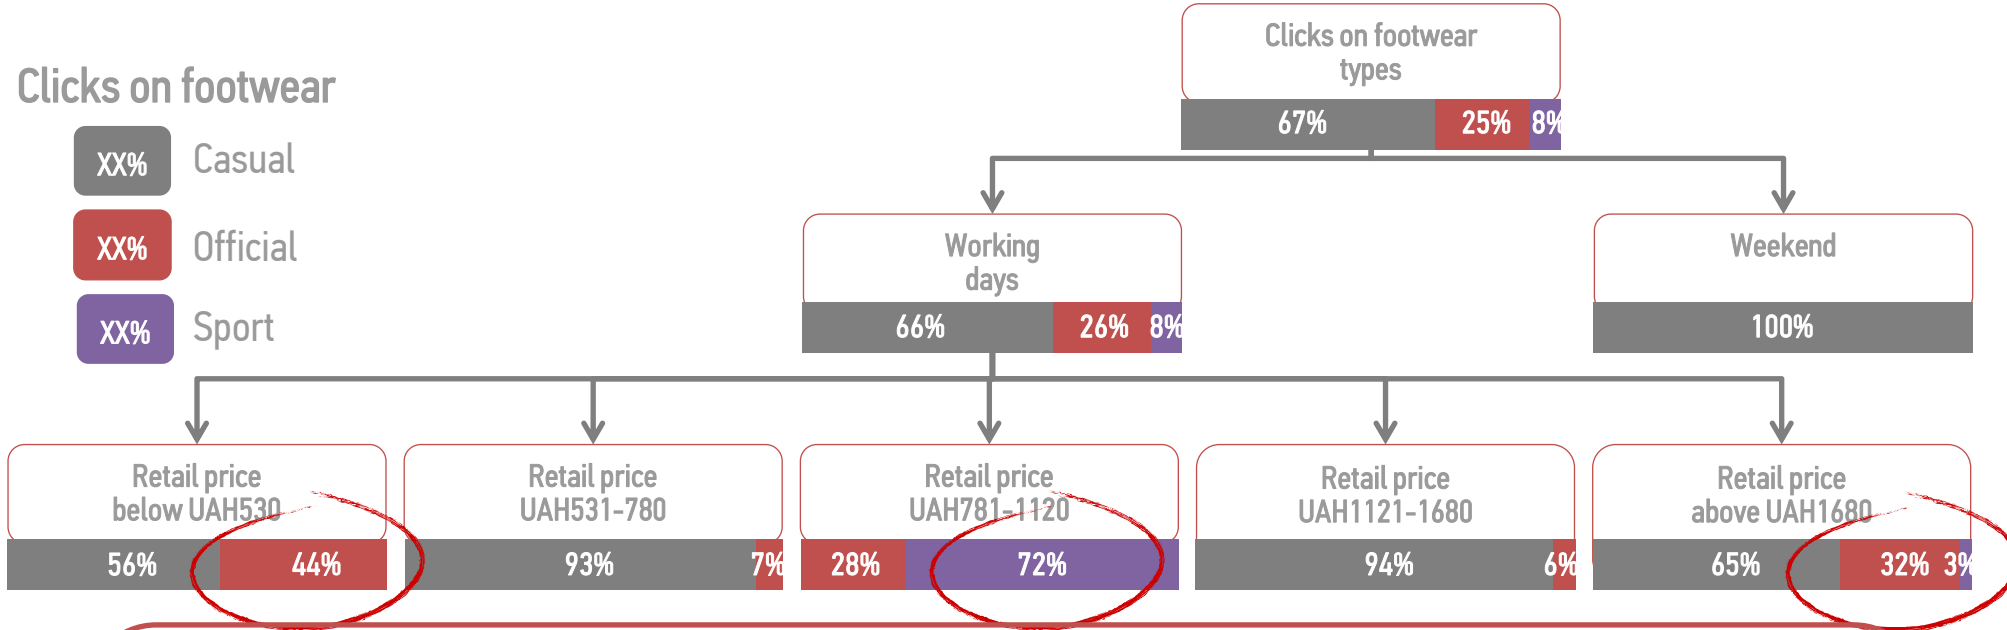 Clicks on footwear
types
67% 25% 8%
Clicks on footwear
XX% Casual
XX% Official
XX% Sport
Working
days
66% 26% 8%
Weekend
100%
Retail price
below UAH530
56% 44%
Retail price
UAH531-780
93% 7%
Retail price
UAH781-1120
28% 72%
Retail price
UAH1121-1680
94% 6%
Retail price
above UAH1680
65% 32% 3%